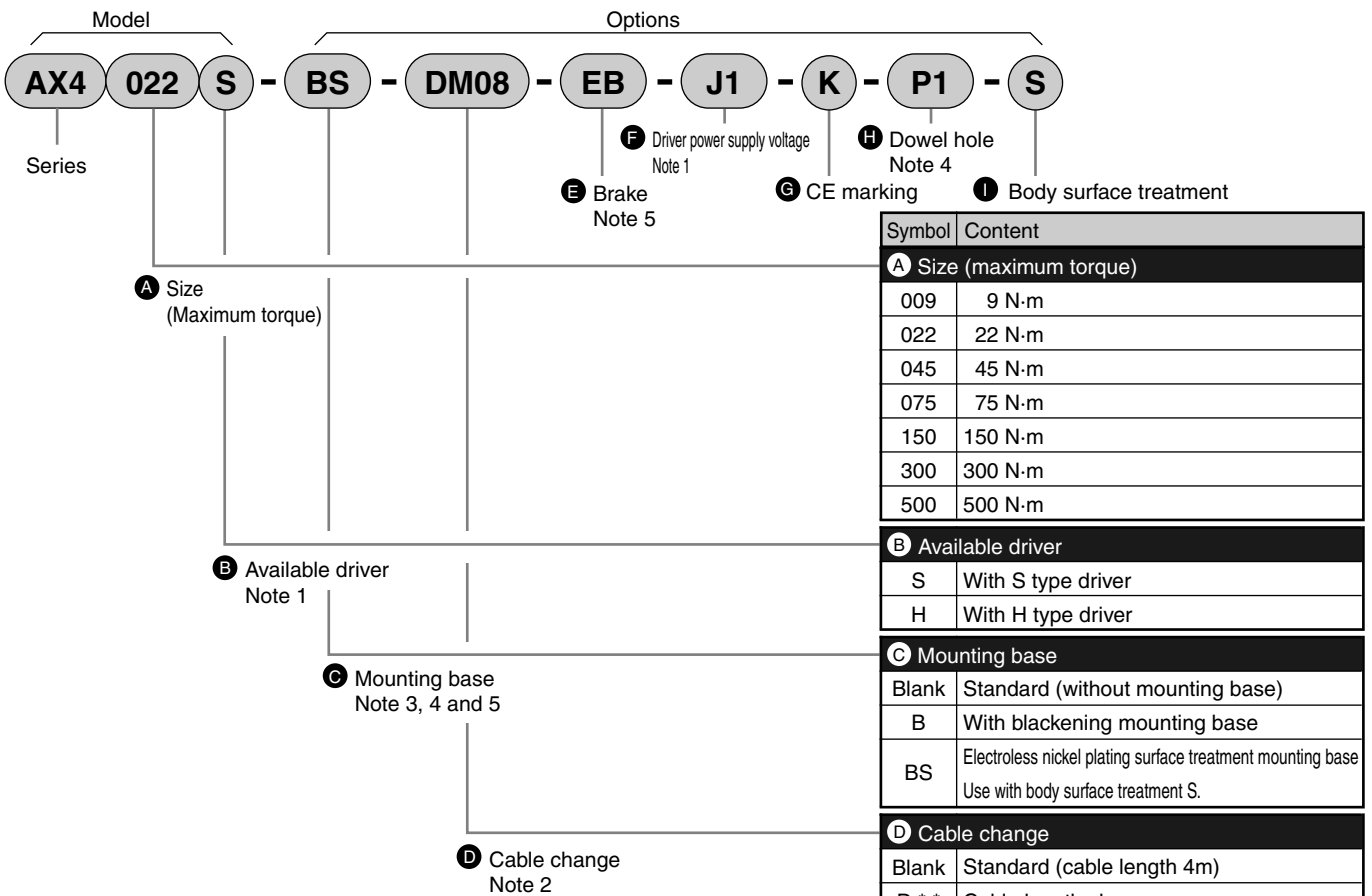 Model Options
AX4 022 S - BS - DM08 - EB - J1 - K - P1 - S
Series
F Driver power supply voltage
Note 1
H Dowel hole
Note 4
E Brake
Note 5
G CE marking
I Body surface treatment
A Size
(Maximum torque)
B Available driver
Note 1
C Mounting base
Note 3, 4 and 5
D Cable change
Note 2
Symbol Content
A Size (maximum torque)
009 9 N·m
022 22 N·m
045 45 N·m
075 75 N·m
150 150 N·m
300 300 N·m
500 500 N·m
B Available driver
S With S type driver
H With H type driver
C Mounting base
Blank Standard (without mounting base)
B With blackening mounting base
BS Electroless nickel plating surface treatment mounting base
Use with body surface treatment S.
D Cable change
Blank Standard (cable length 4m)